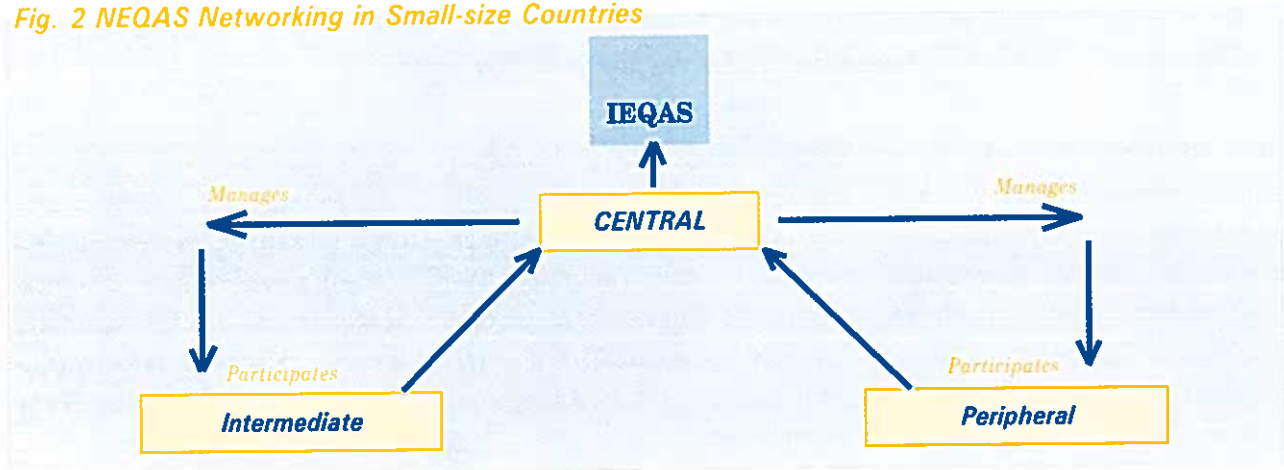 Fig. 2 NEQAS Networking in Small-size Countries
IEQAS
Manages
CENTRAL
Manages
Participates
Intermediate
Participates
Peripheral